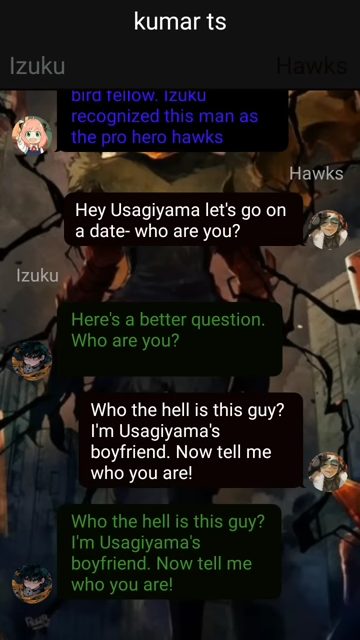 kumar ts
Izuku
Hawks
bird fellow. Izuku
recognized this man as
the pro hero hawks
Hawks
Hey Usagiyama let's go on
a date- who are you?
Izuku
Here's a better question.
Who are you?
Who the hell is this guy?
I'm Usagiyama's
boyfriend. Now tell me
who you are!
Who the hell is this guy?
I'm Usagiyama's
boyfriend. Now tell me
who you are!